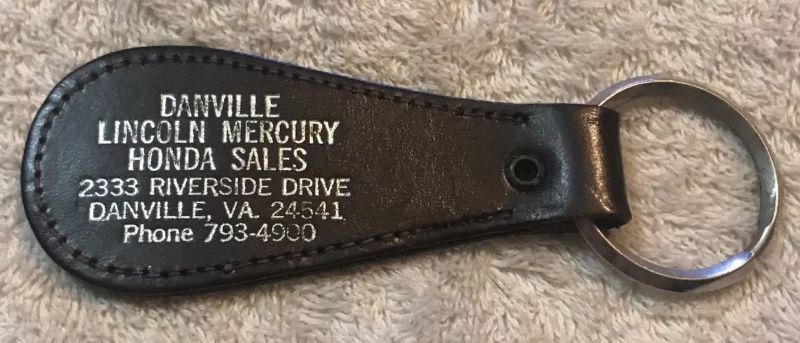 DANVILLE
LINCOLN MERCURY
HONDA SALES
2333 RIVERSIDE DRIVE
DANVILLE, VA. 24541
Phone 793-4900